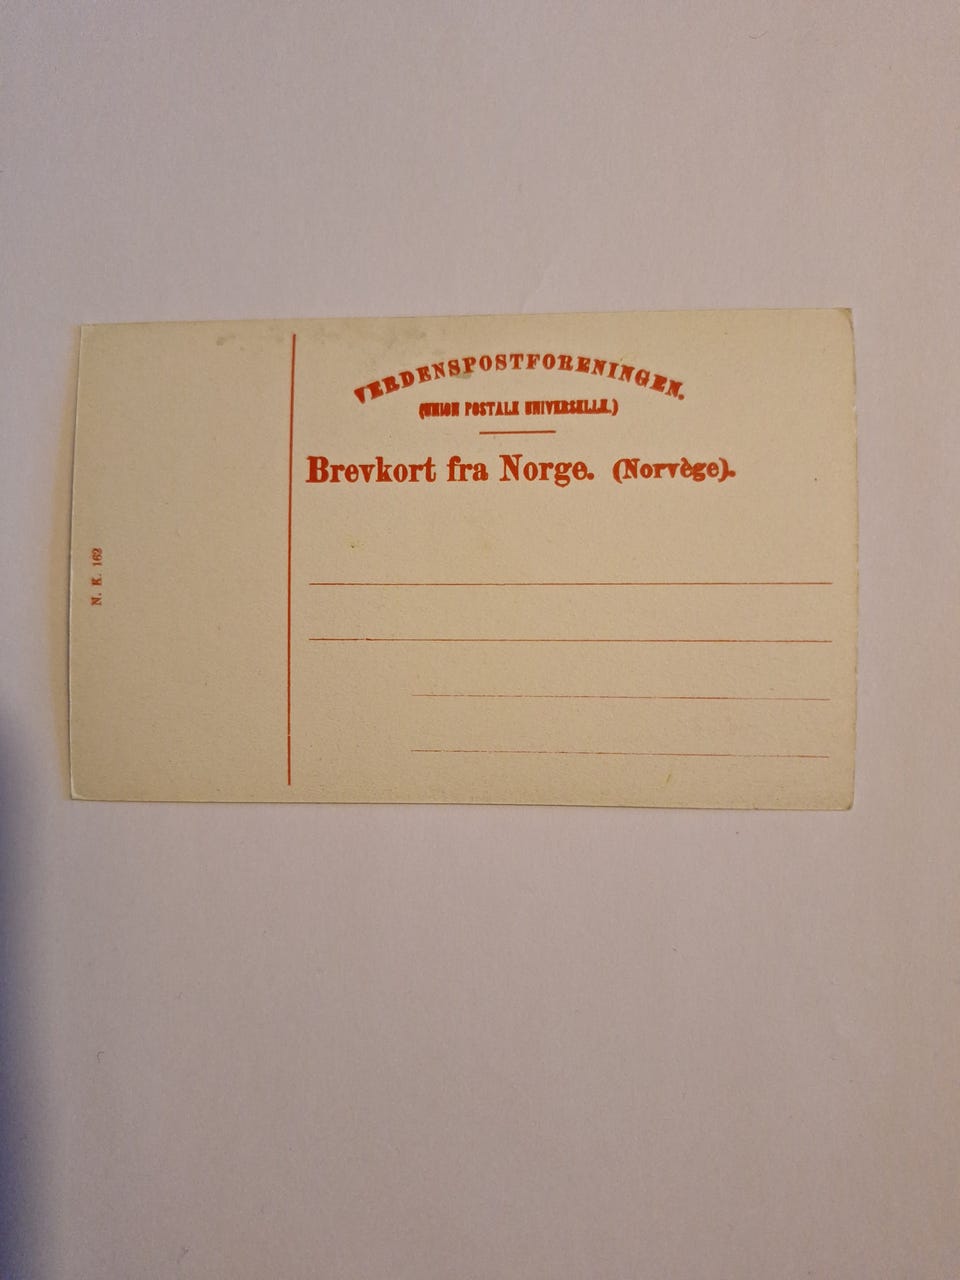 VERDENSPOSTFORENINGEN.
(UNION POSTALE UNIVERSELLE.)
Brevkort fra Norge. (Norvège).
N. K. 162